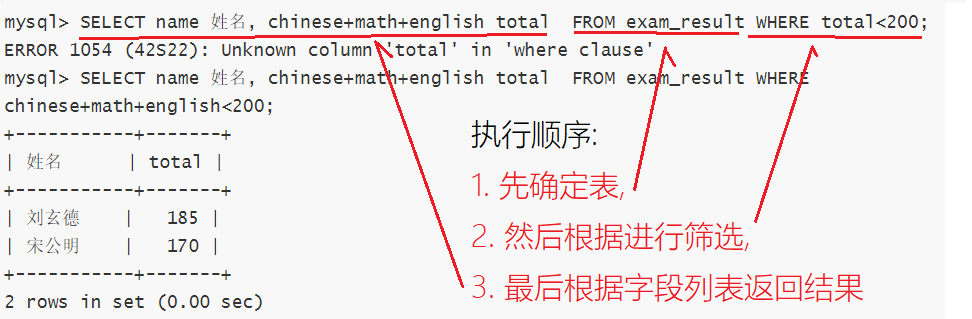 mysql> SELECT name 姓名, chinese+math+english total  FROM exam_result WHERE total<200;
ERROR 1054 (42S22): Unknown column 'total' in 'where clause'
mysql> SELECT name 姓名, chinese+math+english total  FROM exam_result WHERE
chinese+math+english<200;
+-----------+-------+
| 姓名      | total |
+-----------+-------+
| 刘玄德    |   185 |
| 宋公明    |   170 |
+-----------+-------+
2 rows in set (0.00 sec)
执行顺序:
1. 先确定表,
2. 然后根据进行筛选,
3. 最后根据字段列表返回结果